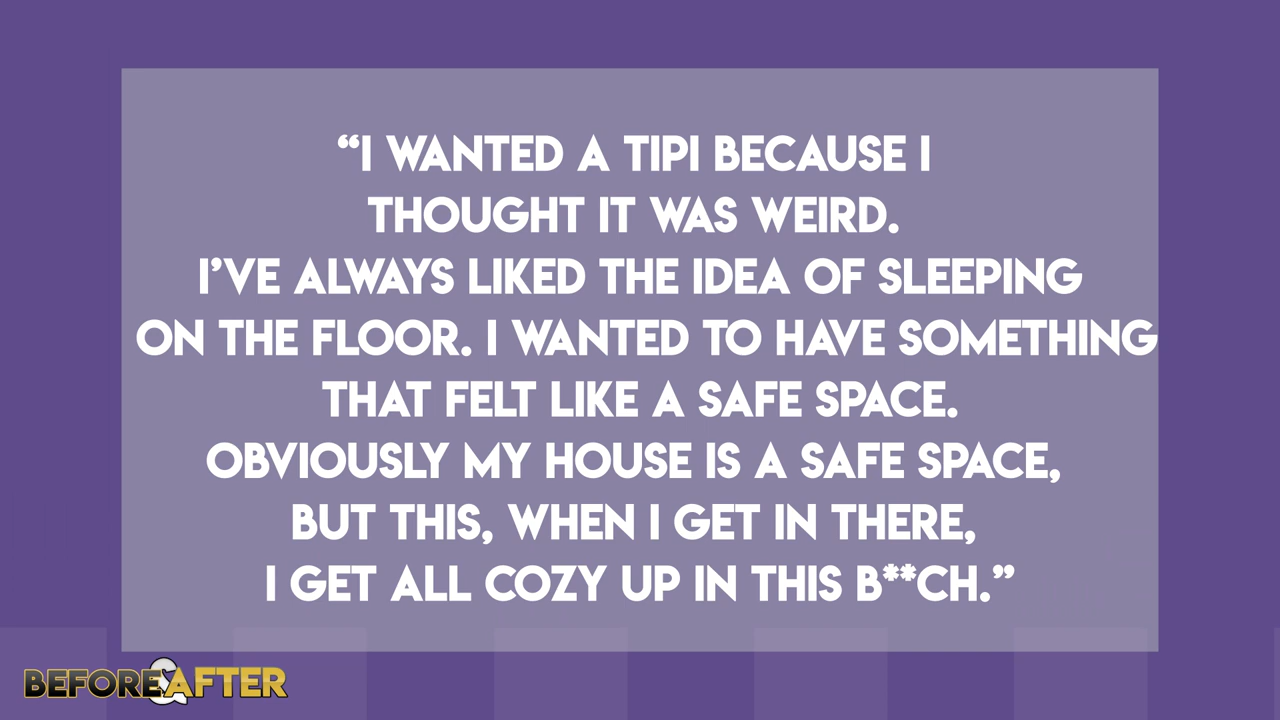 “I WANTED A TIPI BECAUSE I
THOUGHT IT WAS WEIRD.
I’VE ALWAYS LIKED THE IDEA OF SLEEPING
ON THE FLOOR. I WANTED TO HAVE SOMETHING
THAT FELT LIKE A SAFE SPACE.
OBVIOUSLY MY HOUSE IS A SAFE SPACE,
BUT THIS, WHEN I GET IN THERE,
I GET ALL COZY UP IN THIS B**CH.”
BEFORE&AFTER